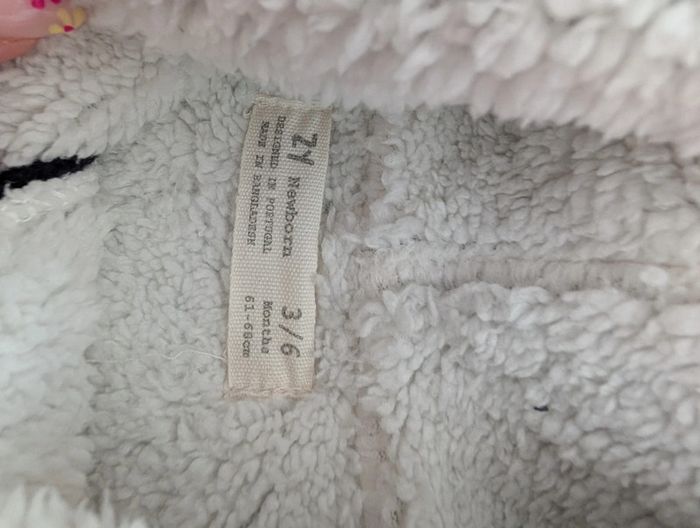 ZY Newborn
DESIGNED IN PORTUGAL
MADE IN BANGLADESH
3/6
Months
61-68cm